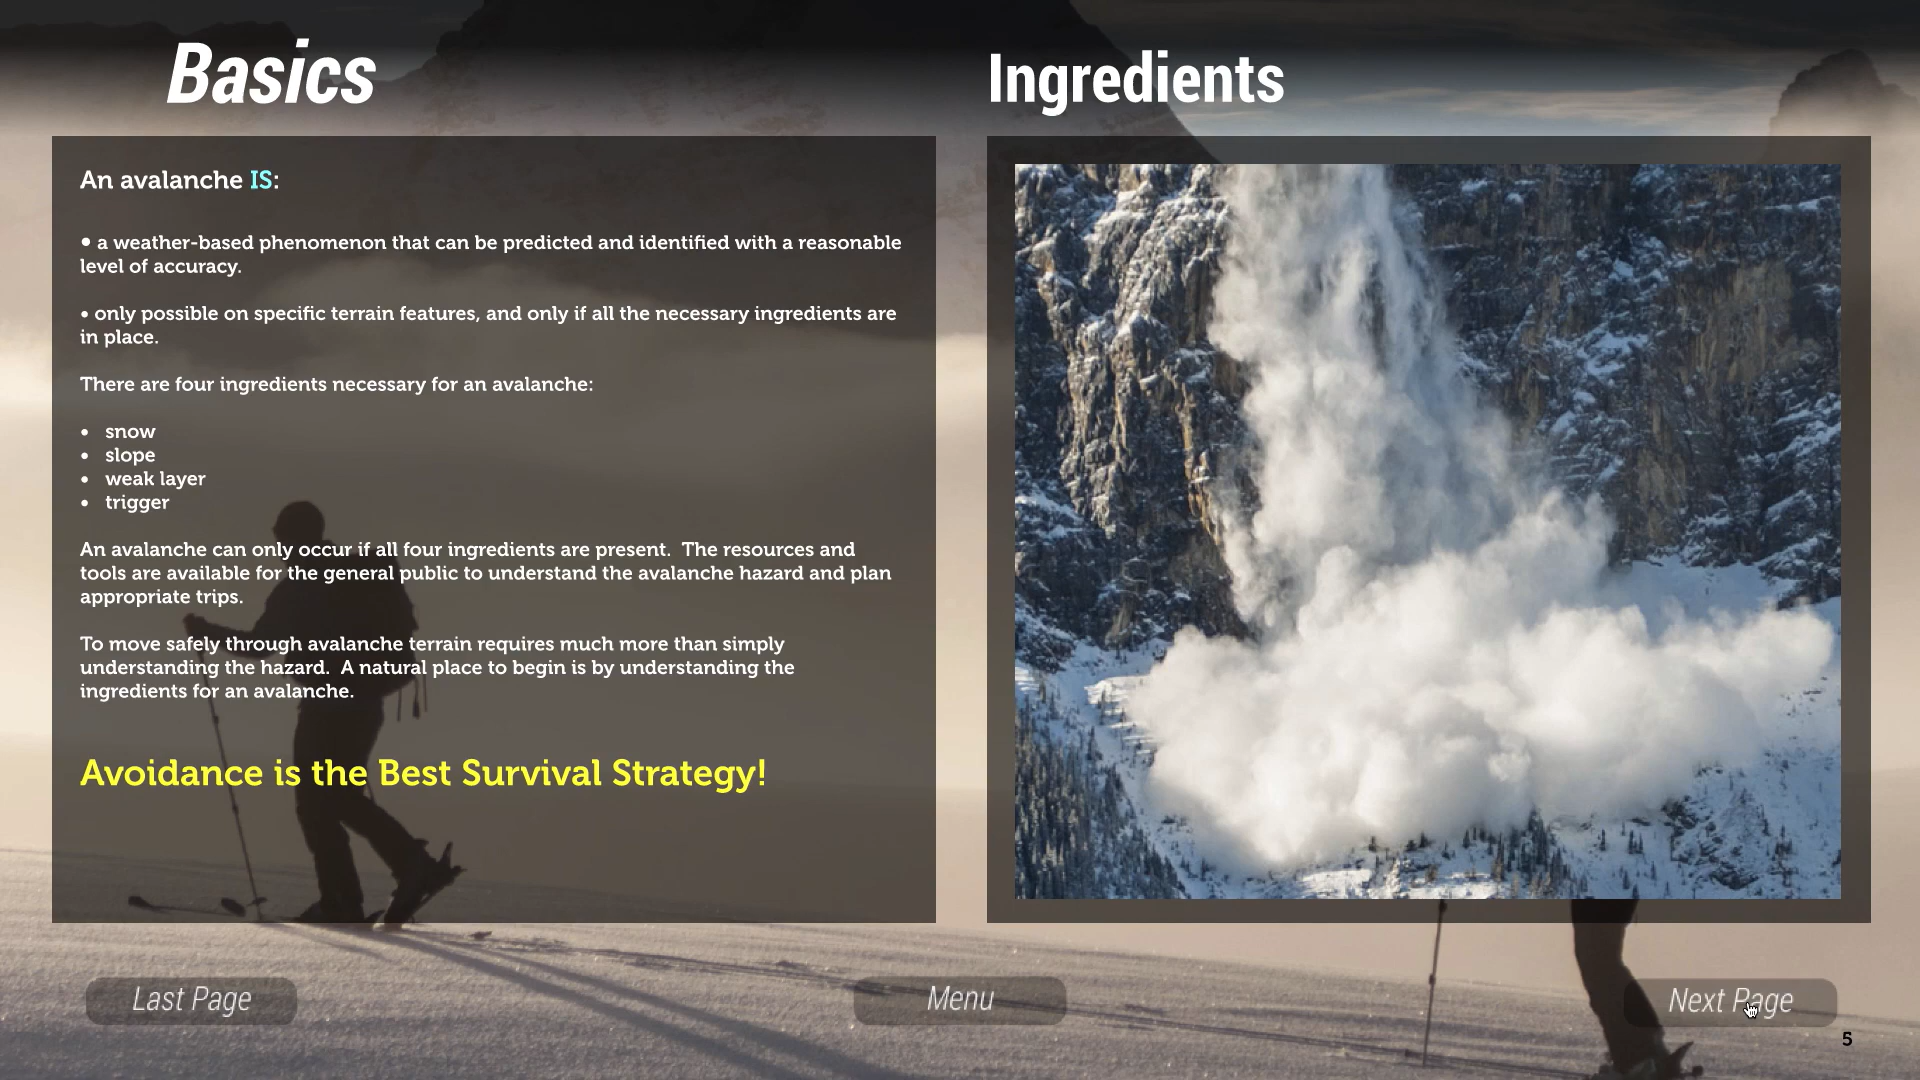 Basics
Ingredients
An avalanche IS:
• a weather-based phenomenon that can be predicted and identified with a reasonable
level of accuracy.
• only possible on specific terrain features, and only if all the necessary ingredients are
in place.
There are four ingredients necessary for an avalanche:
• snow
• slope
• weak layer
• trigger
An avalanche can only occur if all four ingredients are present.  The resources and
tools are available for the general public to understand the avalanche hazard and plan
appropriate trips.
To move safely through avalanche terrain requires much more than simply
understanding the hazard.  A natural place to begin is by understanding the
ingredients for an avalanche.
Avoidance is the Best Survival Strategy!
Last Page
Menu
Next Page
5